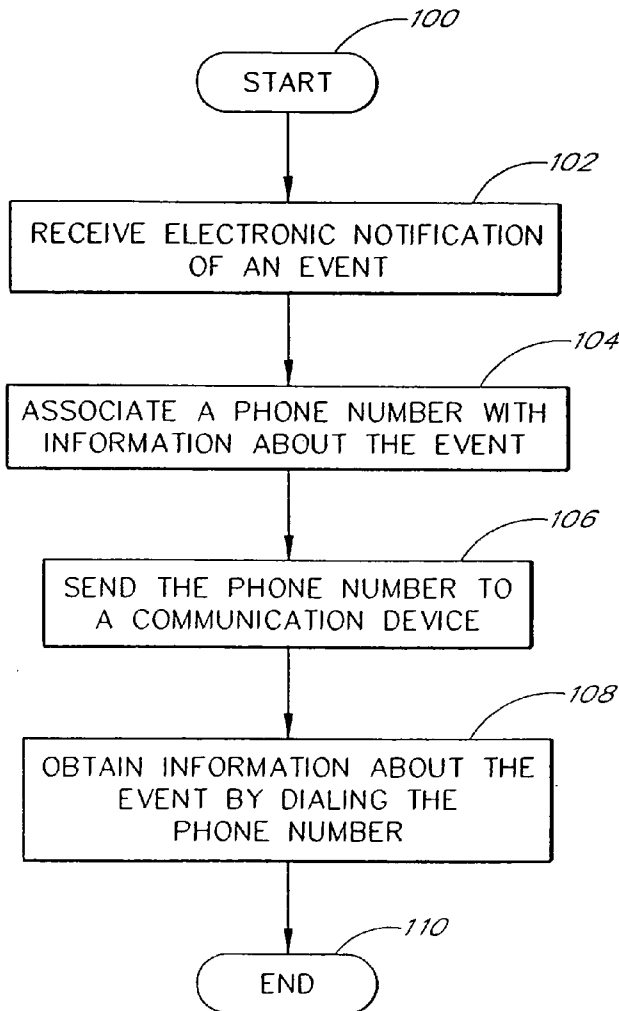 100
START
102
RECEIVE ELECTRONIC NOTIFICATION
OF AN EVENT
104
ASSOCIATE A PHONE NUMBER WITH
INFORMATION ABOUT THE EVENT
106
SEND THE PHONE NUMBER TO
A COMMUNICATION DEVICE
108
OBTAIN INFORMATION ABOUT THE
EVENT BY DIALING THE
PHONE NUMBER
110
END